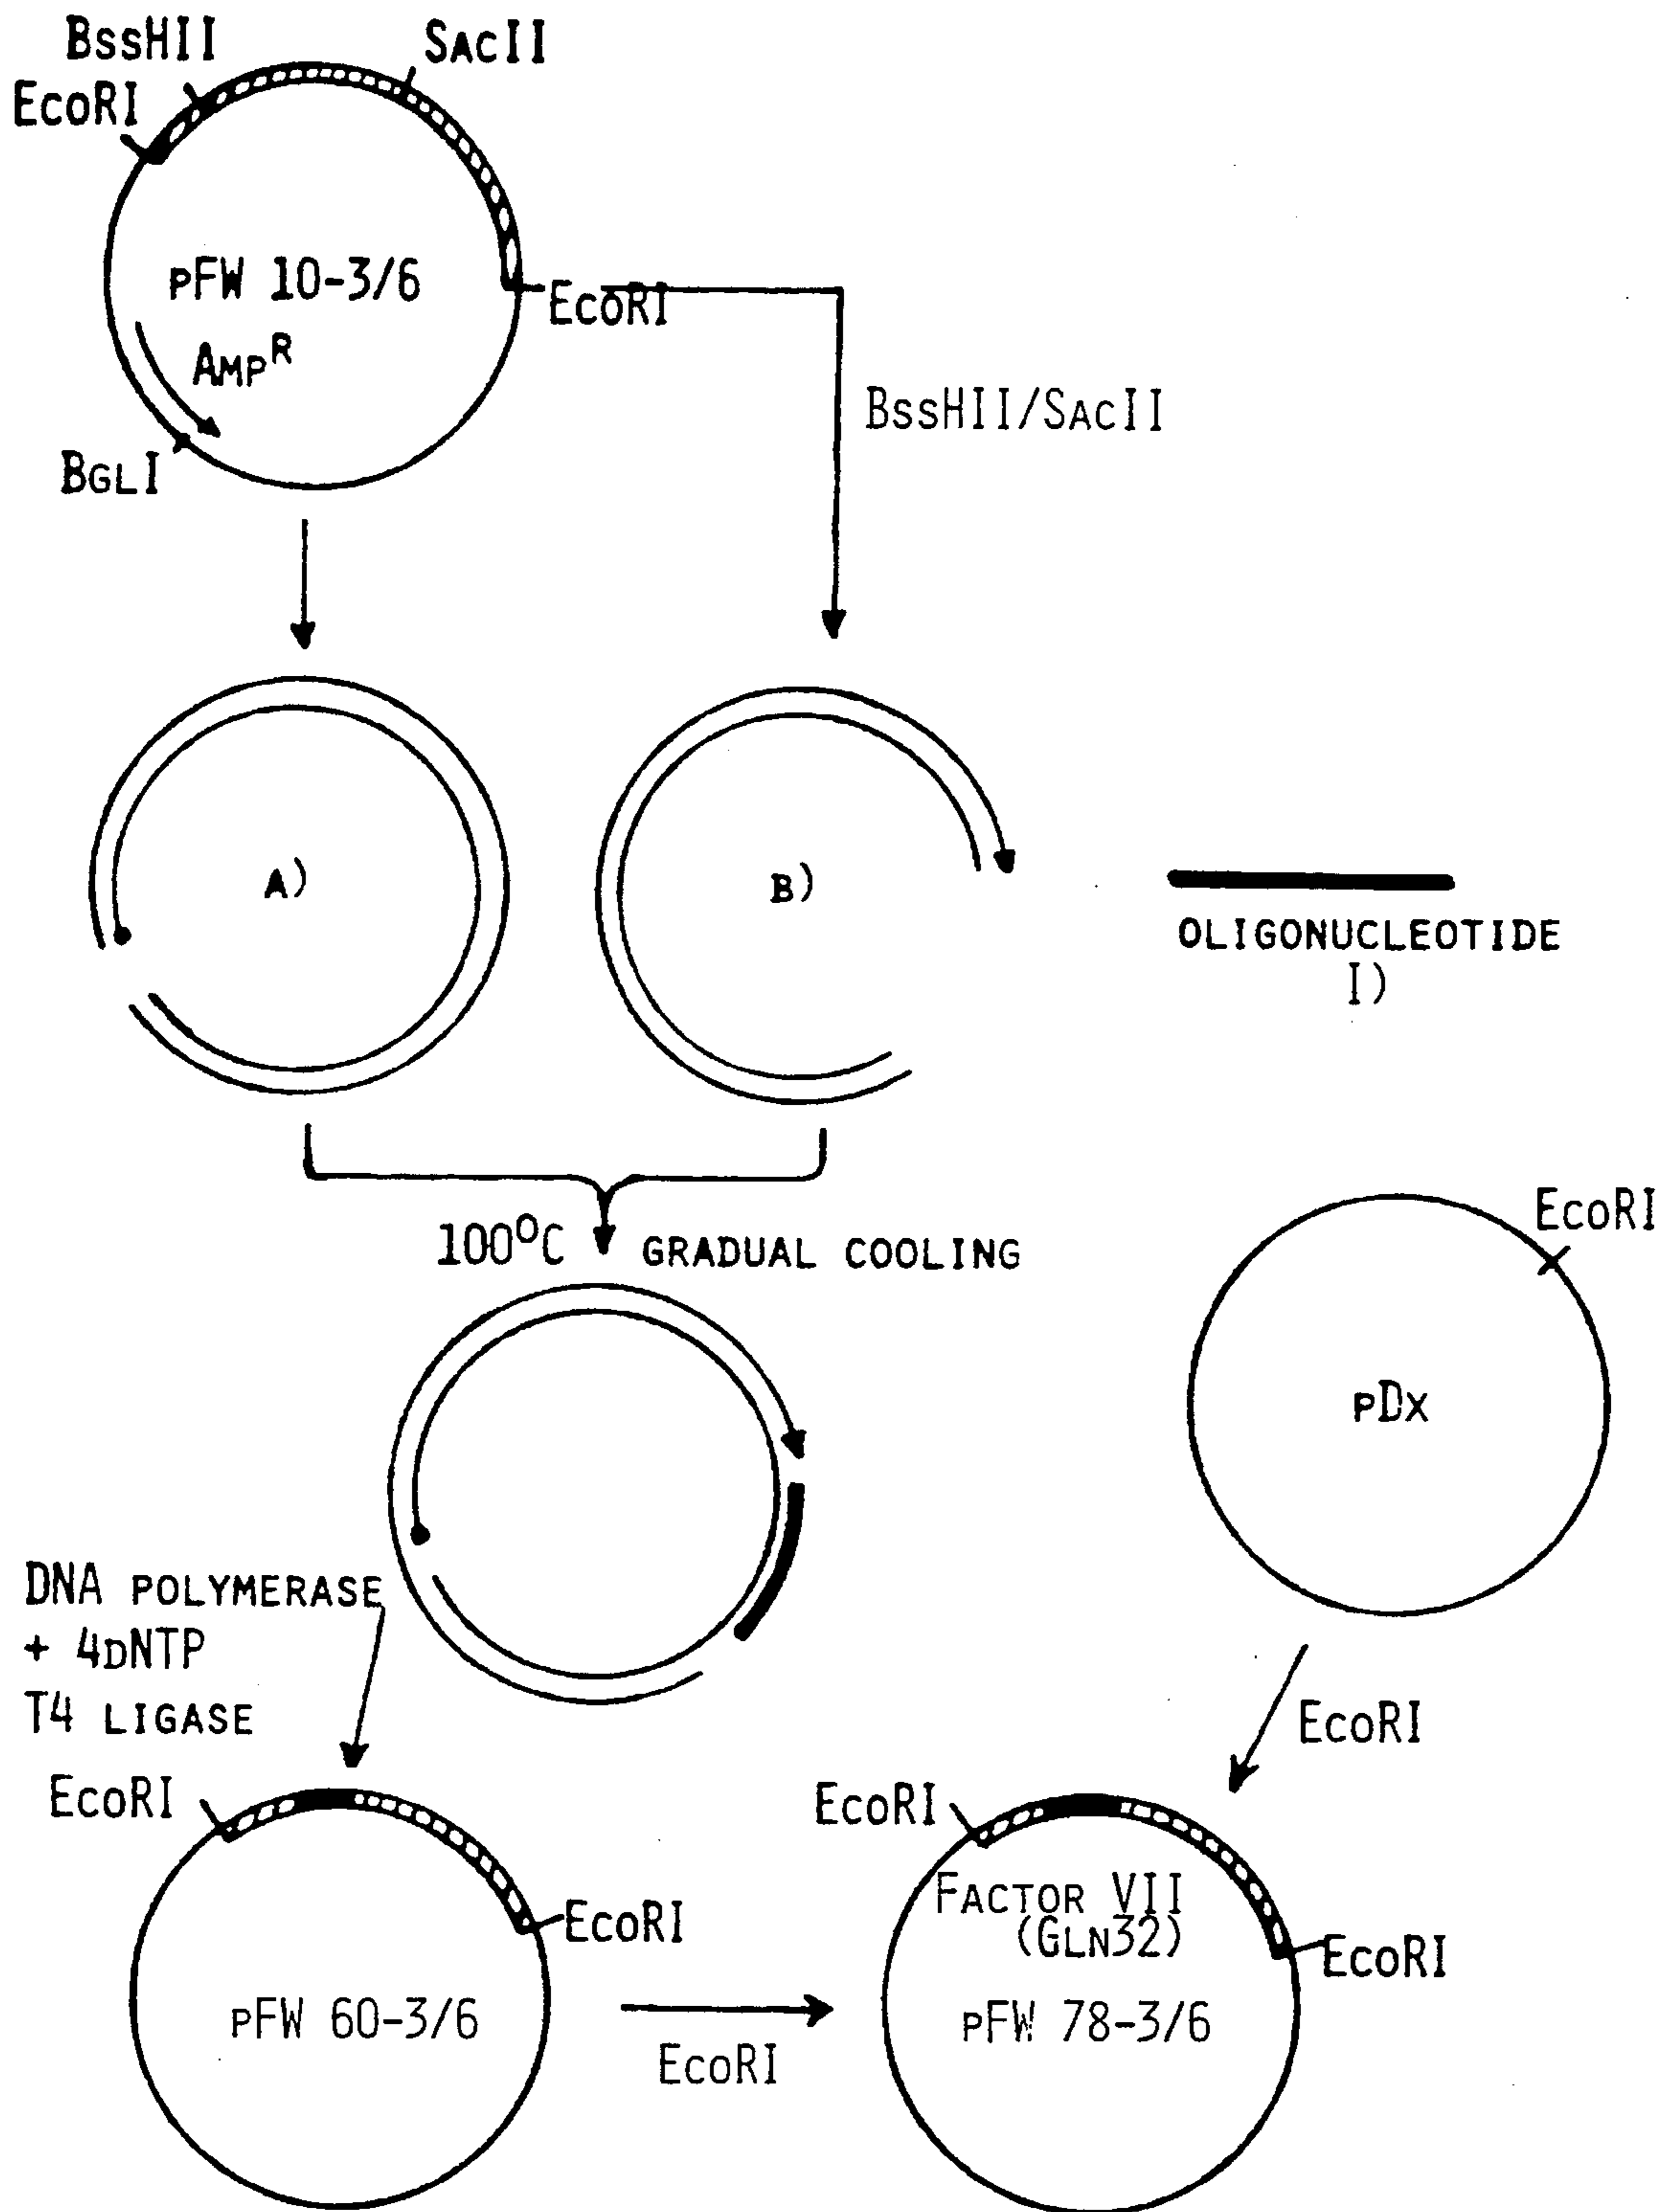 BssHII
SacII
EcoRI
pFW 10-3/6
EcoRI
AmpR
BssHII/SacII
BglI
A)
B)
OLIGONUCLEOTIDE
I)
EcoRI
100°C GRADUAL COOLING
pDx
DNA POLYMERASE
+ 4dNTP
T4 LIGASE
EcoRI
EcoRI
EcoRI
Factor VII
(Gln32)
EcoRI
EcoRI
pFW 60-3/6
pFW 78-3/6
EcoRI